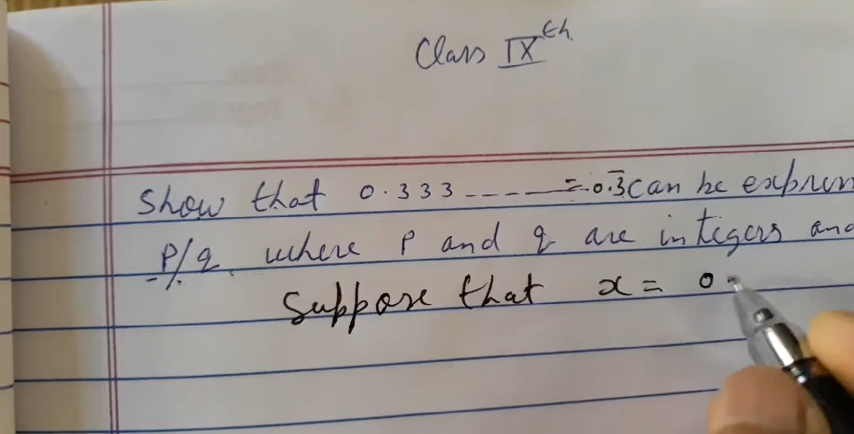 Class IXth
Show that 0.333 ------ = 0.3̅ can be
P/q, where p and q are integers and
Suppose that x = 0.